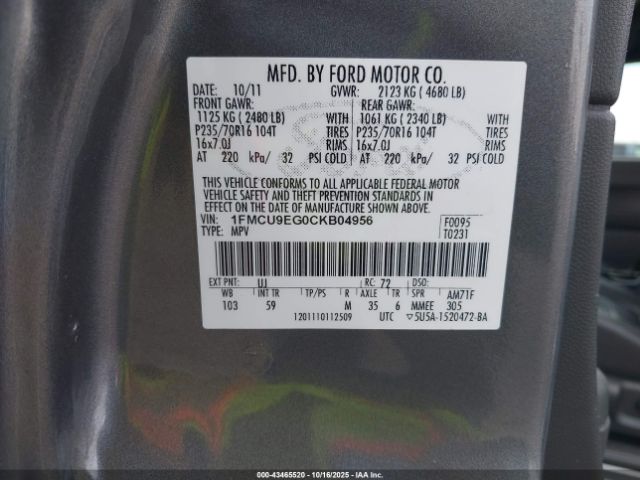 MFD. BY FORD MOTOR CO.
DATE: 10/11 GVWR: 2123 KG ( 4680 LB)
FRONT GAWR: REAR GAWR:
1125 KG ( 2480 LB) WITH 1061 KG ( 2340 LB) WITH
P235/70R16 104T TIRES P235/70R16 104T TIRES
16x7.0J RIMS 16x7.0J RIMS
AT 220 kPa/ 32 PSI COLD AT 220 kPa/ 32 PSI COLD
THIS VEHICLE CONFORMS TO ALL APPLICABLE FEDERAL MOTOR
VEHICLE SAFETY AND THEFT PREVENTION STANDARDS IN
EFFECT ON THE DATE OF MANUFACTURE SHOWN ABOVE.
VIN: 1FMCU9EG0CKB04956 F0095
TYPE: MPV T0231
EXT PNT: UJ RC: 72 DSO:
WB INT TR TP/PS R AXLE TR SPR AM71F
103 59 M 35 6 MMEE 305
1201110112509 UTC ▽5U5A-1520472-BA
000-43465520 - 10/16/2025 - IAAI.COM